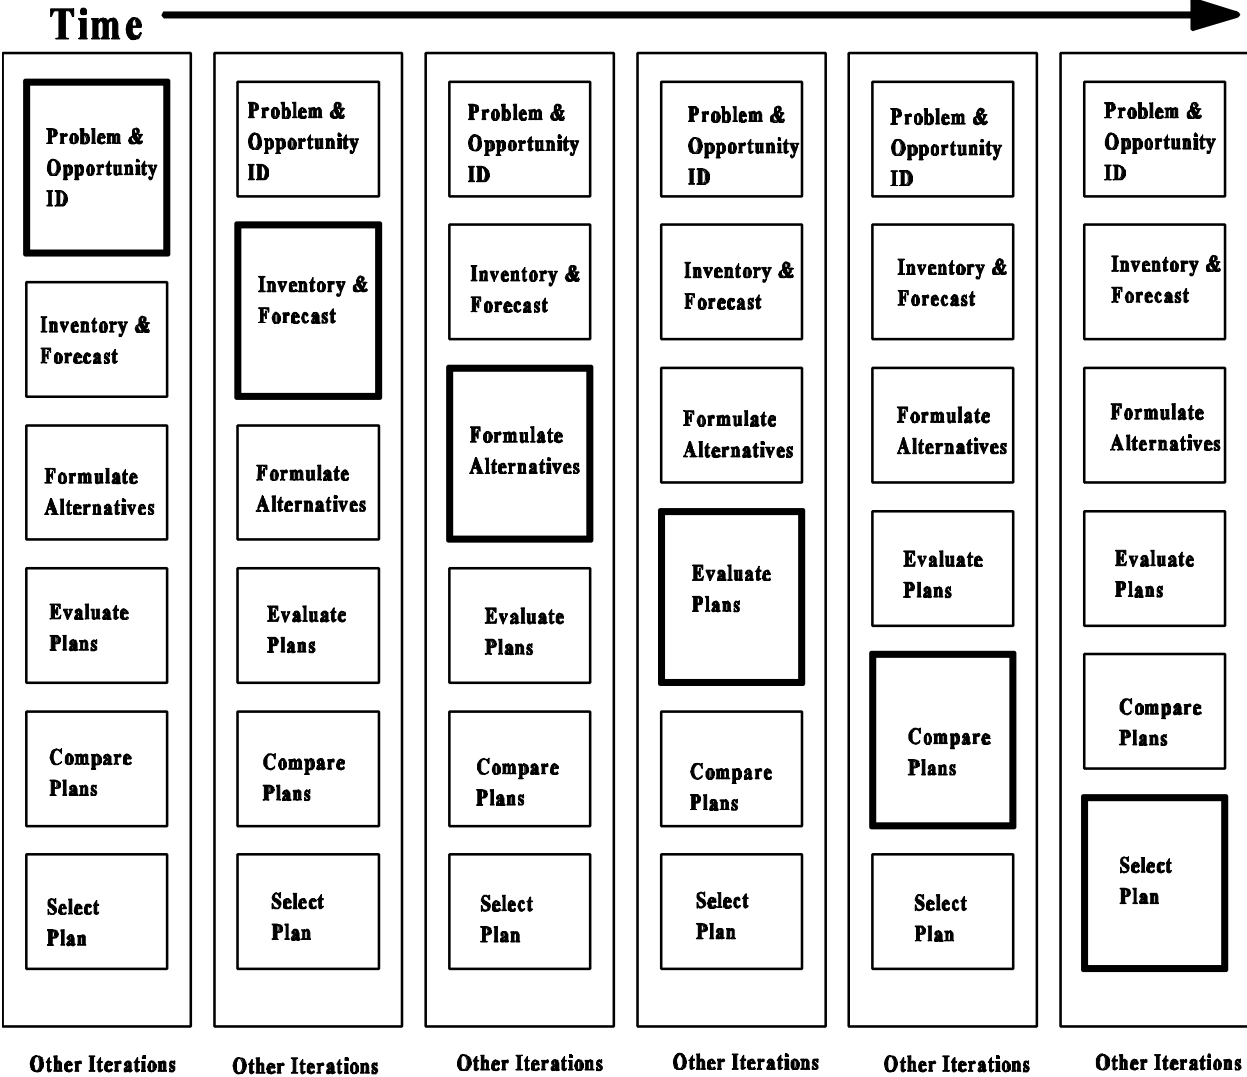 Time
Problem &
Opportunity
ID
Inventory &
Forecast
Formulate
Alternatives
Evaluate
Plans
Compare
Plans
Select
Plan
Other Iterations
Problem &
Opportunity
ID
Inventory &
Forecast
Formulate
Alternatives
Evaluate
Plans
Compare
Plans
Select
Plan
Other Iterations
Problem &
Opportunity
ID
Inventory &
Forecast
Formulate
Alternatives
Evaluate
Plans
Compare
Plans
Select
Plan
Other Iterations
Problem &
Opportunity
ID
Inventory &
Forecast
Formulate
Alternatives
Evaluate
Plans
Compare
Plans
Select
Plan
Other Iterations
Problem &
Opportunity
ID
Inventory &
Forecast
Formulate
Alternatives
Evaluate
Plans
Compare
Plans
Select
Plan
Other Iterations
Problem &
Opportunity
ID
Inventory &
Forecast
Formulate
Alternatives
Evaluate
Plans
Compare
Plans
Select
Plan
Other Iterations